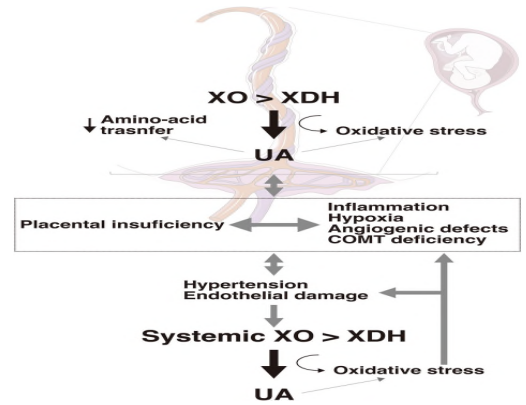 XO > XDH
↓ Amino-acid
trasnfer
Oxidative stress
UA
Placental insuficiency
Inflammation
Hypoxia
Angiogenic defects
COMT deficiency
Hypertension
Endothelial damage
Systemic XO > XDH
Oxidative stress
UA